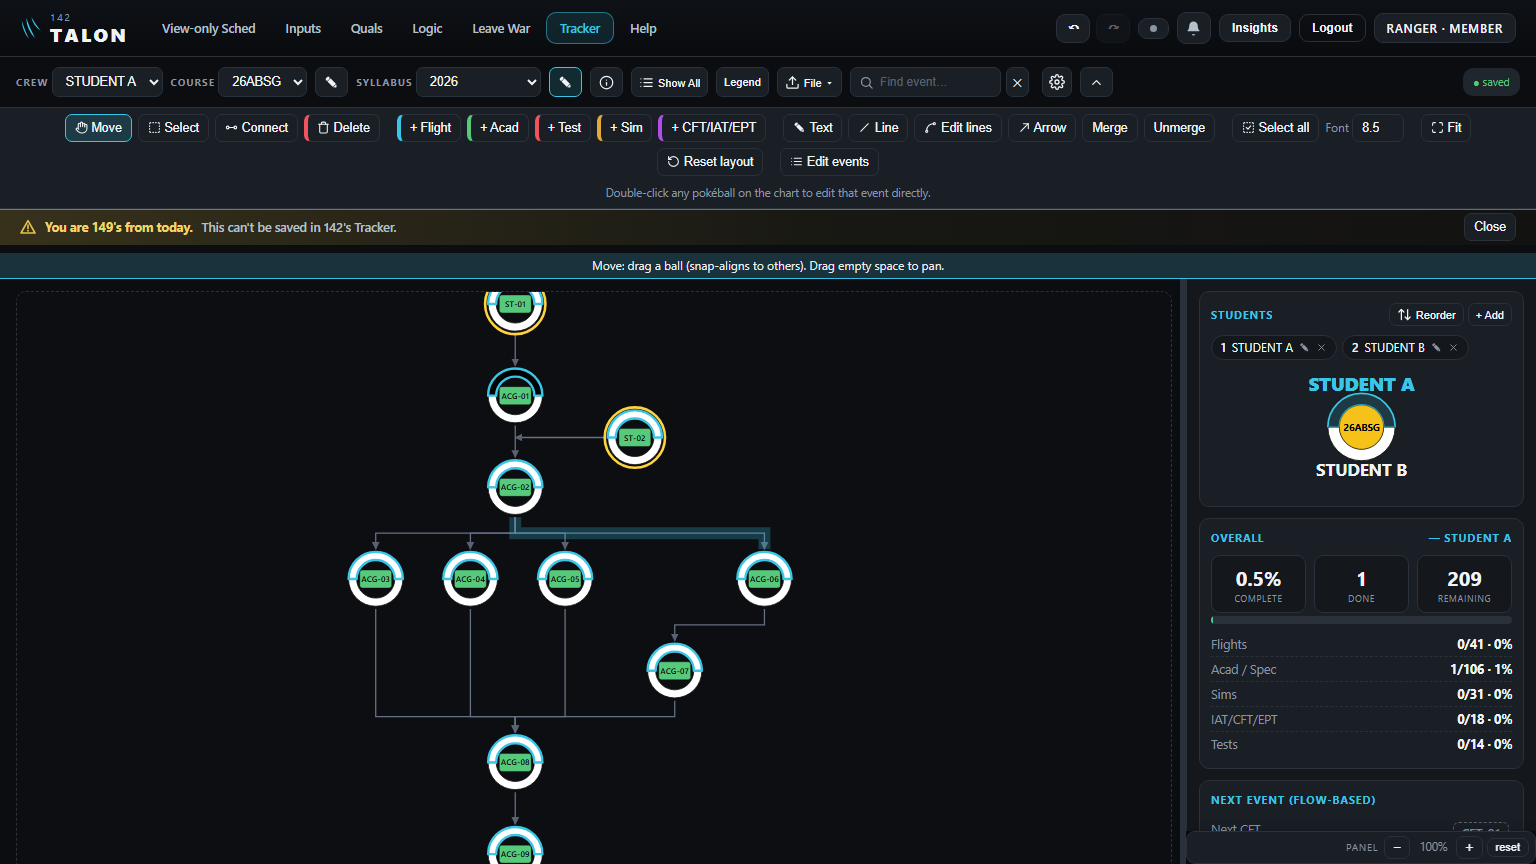 142
TALON
View-only Sched
Inputs
Quals
Logic
Leave War
Tracker
Help
Insights
Logout
RANGER · MEMBER
CREW
STUDENT A
COURSE
26ABSG
SYLLABUS
2026
Show All
Legend
File
Find event...
saved
Move
Select
Connect
Delete
+ Flight
+ Acad
+ Test
+ Sim
+ CFT/IAT/EPT
Text
Line
Edit lines
Arrow
Merge
Unmerge
Select all
Font
8.5
Fit
Reset layout
Edit events
Double-click any pokéball on the chart to edit that event directly.
You are 149's from today. This can't be saved in 142's Tracker.
Close
Move: drag a ball (snap-aligns to others). Drag empty space to pan.
ST-01
ACG-01
ST-02
ACG-02
ACG-03
ACG-04
ACG-05
ACG-06
ACG-07
ACG-08
ACG-09
STUDENTS
Reorder
+ Add
1 STUDENT A
2 STUDENT B
STUDENT A
26ABSG
STUDENT B
OVERALL
— STUDENT A
0.5%
COMPLETE
1
DONE
209
REMAINING
Flights 0/41 · 0%
Acad / Spec 1/106 · 1%
Sims 0/31 · 0%
IAT/CFT/EPT 0/18 · 0%
Tests 0/14 · 0%
NEXT EVENT (FLOW-BASED)
Next CFT
PANEL
100%
reset